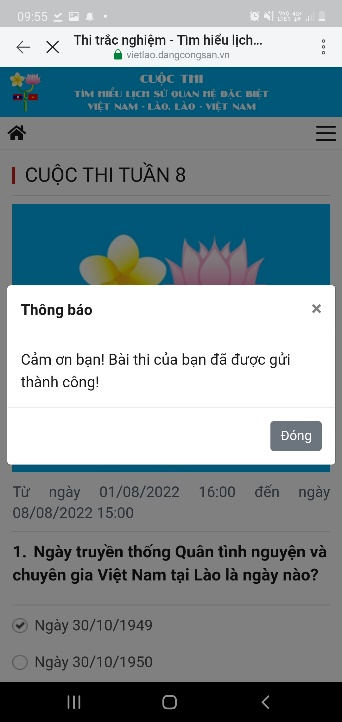 09:55
Thi trắc nghiệm - Tìm hiểu lịch...
vietlao.dangcongsan.vn
CUỘC THI
TÌM HIỂU LỊCH SỬ QUAN HỆ ĐẶC BIỆT
VIỆT NAM - LÀO, LÀO - VIỆT NAM
CUỘC THI TUẦN 8
Thông báo ×
Cảm ơn bạn! Bài thi của bạn đã được gửi
thành công!
Đóng
Từ ngày 01/08/2022 16:00 đến ngày
08/08/2022 15:00
1. Ngày truyền thống Quân tình nguyện và
chuyên gia Việt Nam tại Lào là ngày nào?
Ngày 30/10/1949
Ngày 30/10/1950